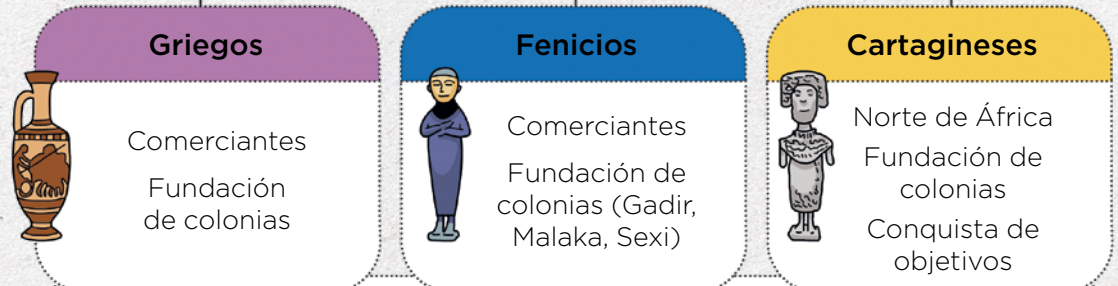 Griegos
Comerciantes
Fundación
de colonias
Fenicios
Comerciantes
Fundación de
colonias (Gadir,
Malaka, Sexi)
Cartagineses
Norte de África
Fundación de
colonias
Conquista de
objetivos